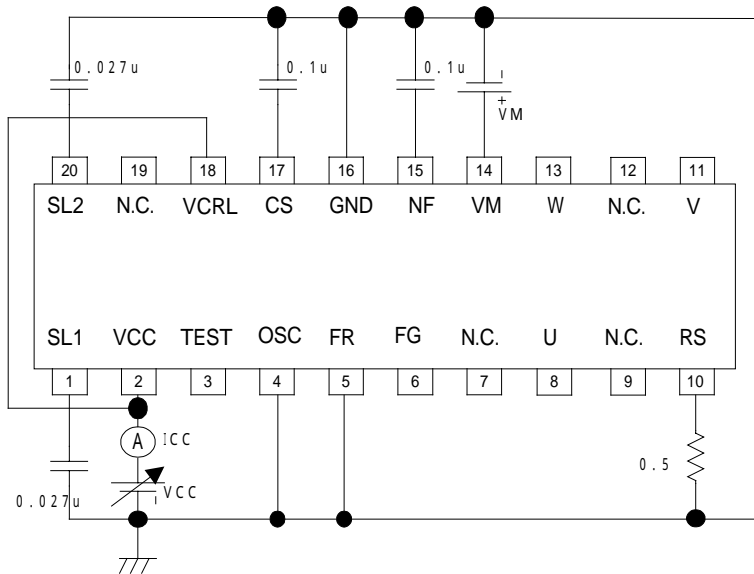 0.027u 0.1u 0.1u - + VM
20 19 18 17 16 15 14 13 12 11
SL2 N.C. VCRL CS GND NF VM W N.C. V
SL1 VCC TEST OSC FR FG N.C. U N.C. RS
1 2 3 4 5 6 7 8 9 10
A ICC
0.5
VCC -
0.027u